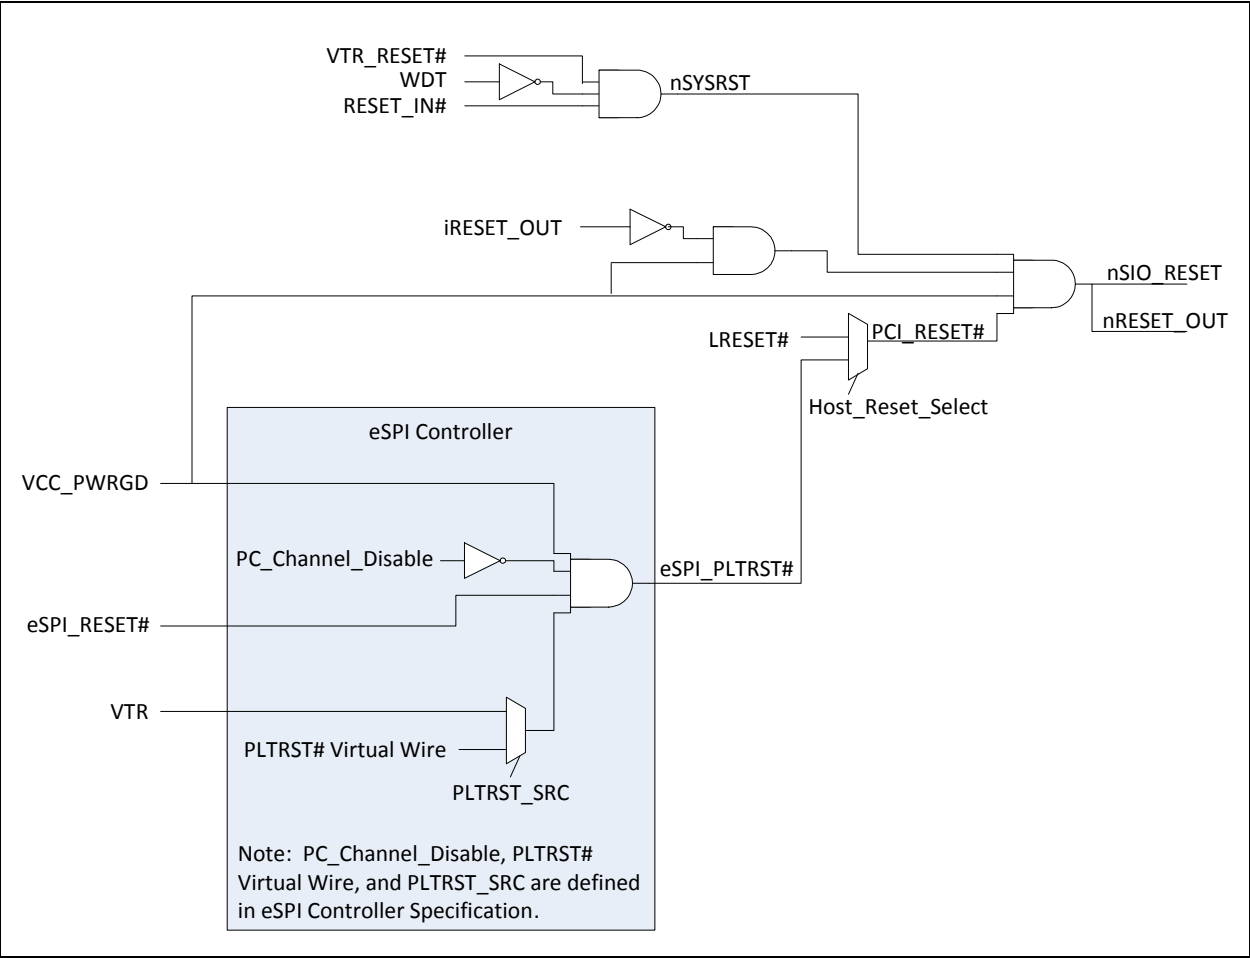 VTR_RESET#
WDT
RESET_IN#
nSYSRST
iRESET_OUT
nSIO_RESET
nRESET_OUT
LRESET#
PCI_RESET#
Host_Reset_Select
eSPI Controller
VCC_PWRGD
PC_Channel_Disable
eSPI_PLTRST#
eSPI_RESET#
VTR
PLTRST# Virtual Wire
PLTRST_SRC
Note:  PC_Channel_Disable, PLTRST#
Virtual Wire, and PLTRST_SRC are defined
in eSPI Controller Specification.